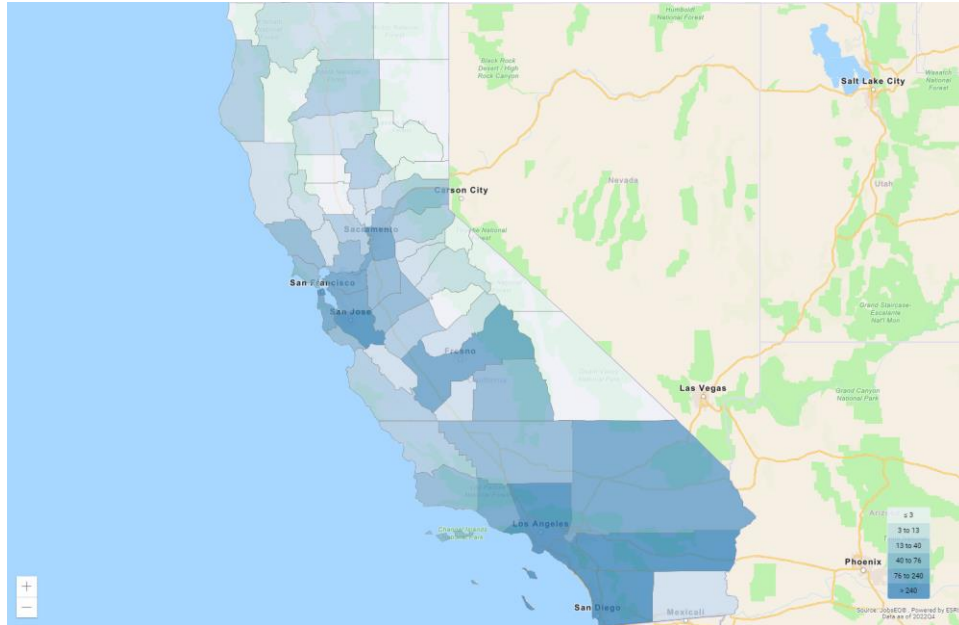 Humboldt
National Forest
Black Rock
Desert / High
Rock Canyon
Salt Lake City
Wasatch
National
Forest
Carson City
Nevada
Utah
Sacramento
San Francisco
San Jose
Fresno
Grand Staircase-
Escalante
Nat'l Mon
Las Vegas
Grand Canyon
National Park
Los Angeles
Channel Islands
San Diego
Mexicali
Phoenix
≤ 3
3 to 13
13 to 40
40 to 76
76 to 240
> 240
+
−
Source: JobsEQ®. Powered by ESRI
Data as of 2022Q4